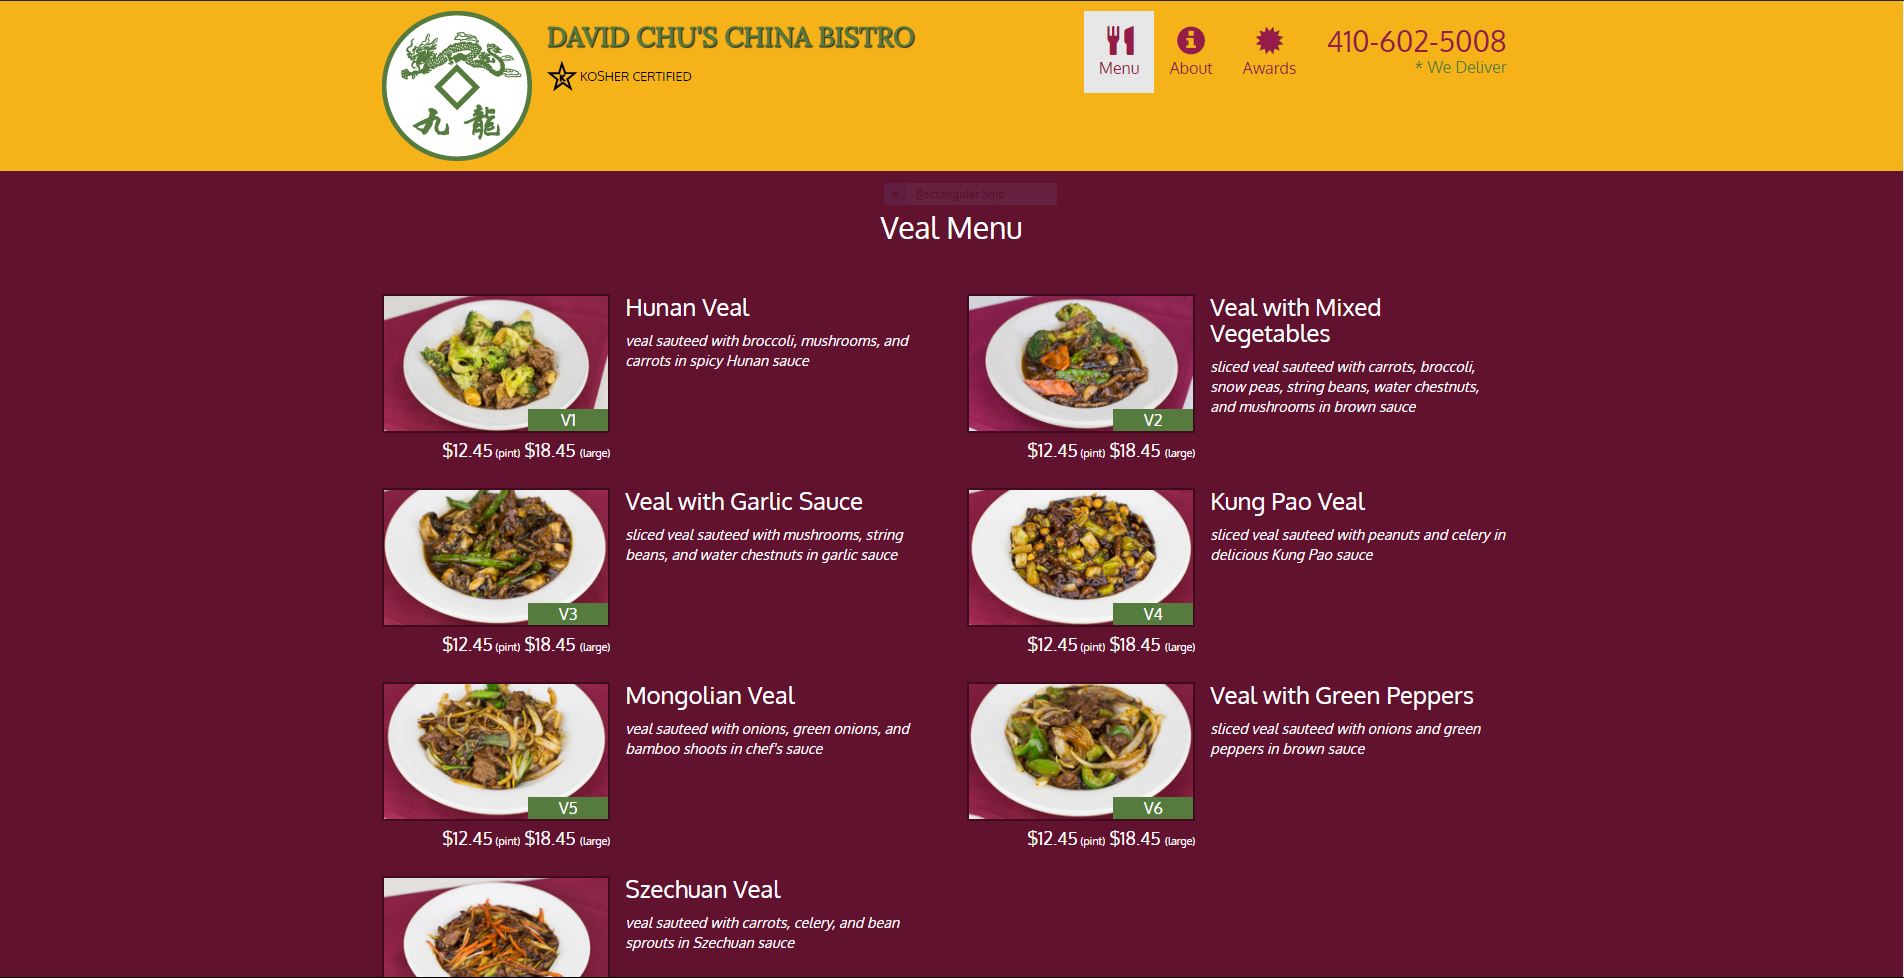 DAVID CHU'S CHINA BISTRO
K
KOSHER CERTIFIED
九龍
Menu
About
Awards
410-602-5008
* We Deliver
Rectangular Snip
Veal Menu
Hunan Veal
veal sauteed with broccoli, mushrooms, and
carrots in spicy Hunan sauce
V1
$12.45 (pint) $18.45 (large)
Veal with Mixed
Vegetables
sliced veal sauteed with carrots, broccoli,
snow peas, string beans, water chestnuts,
and mushrooms in brown sauce
V2
$12.45 (pint) $18.45 (large)
Veal with Garlic Sauce
sliced veal sauteed with mushrooms, string
beans, and water chestnuts in garlic sauce
V3
$12.45 (pint) $18.45 (large)
Kung Pao Veal
sliced veal sauteed with peanuts and celery in
delicious Kung Pao sauce
V4
$12.45 (pint) $18.45 (large)
Mongolian Veal
veal sauteed with onions, green onions, and
bamboo shoots in chef's sauce
V5
$12.45 (pint) $18.45 (large)
Veal with Green Peppers
sliced veal sauteed with onions and green
peppers in brown sauce
V6
$12.45 (pint) $18.45 (large)
Szechuan Veal
veal sauteed with carrots, celery, and bean
sprouts in Szechuan sauce